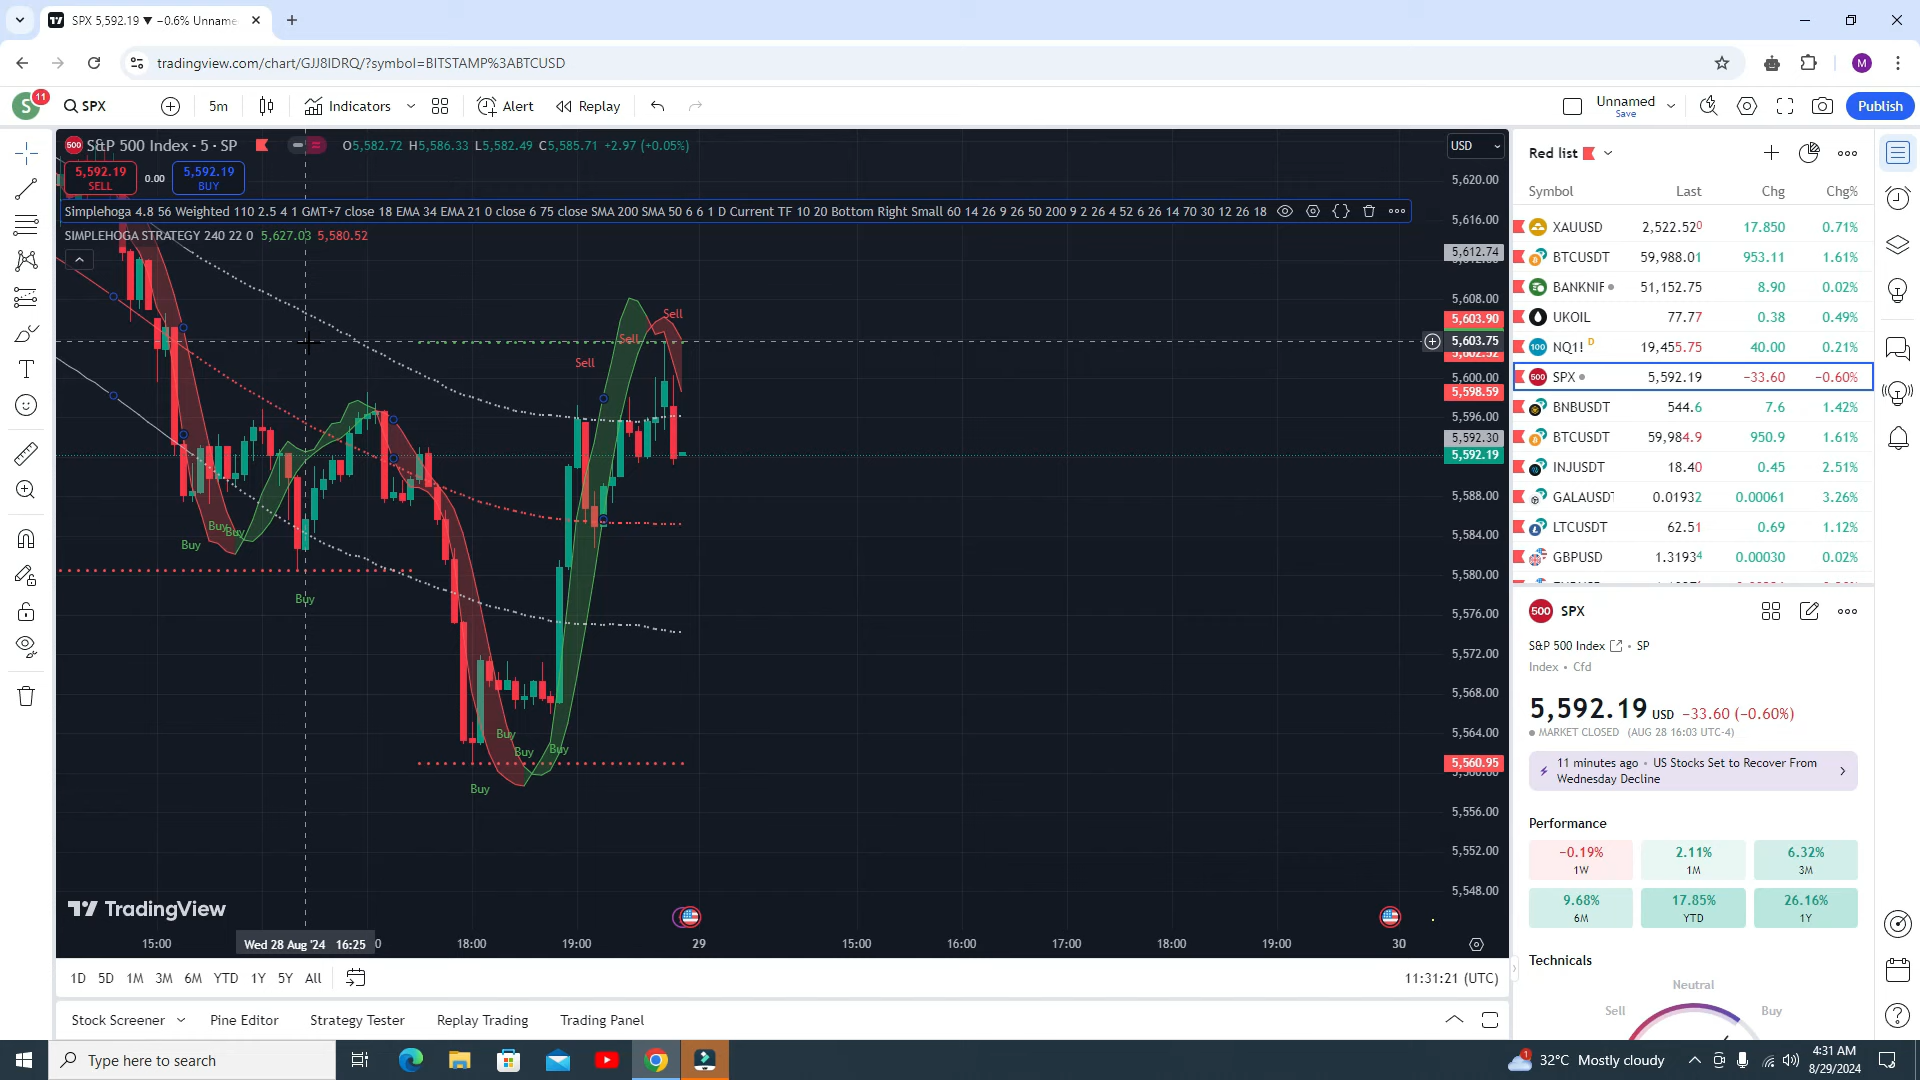 SPX 5,592.19 ▼ −0.6% Unname
tradingview.com/chart/GJJ8IDRQ/?symbol=BITSTAMP%3ABTCUSD
M
S 11 SPX 5m Indicators Alert Replay Unnamed Save Publish
500 S&P 500 Index · 5 · SP O5,582.72 H5,586.33 L5,582.49 C5,585.71 +2.97 (+0.05%) USD
5,592.19 SELL 0.00 5,592.19 BUY
Simplehoga 4.8 56 Weighted 110 2.5 4 1 GMT+7 close 18 EMA 34 EMA 21 0 close 6 75 close SMA 200 SMA 50 6 6 1 D Current TF 10 20 Bottom Right Small 60 14 26 9 26 50 200 9 2 26 4 52 6 26 14 70 30 12 26 18
SIMPLEHOGA STRATEGY 240 22 0 5,627.03 5,580.52
Sell
Sell
Sell
Buy
Buy
Buy
Buy
Buy
Buy
Buy
Buy
5,620.00
5,616.00
5,612.74
5,608.00
5,603.90
5,603.75
5,600.00
5,598.59
5,596.00
5,592.30
5,592.19
5,588.00
5,584.00
5,580.00
5,576.00
5,572.00
5,568.00
5,564.00
5,560.95
5,556.00
5,552.00
5,548.00
TradingView
15:00 Wed 28 Aug '24 16:25 18:00 19:00 29 15:00 16:00 17:00 18:00 19:00 30
1D 5D 1M 3M 6M YTD 1Y 5Y All 11:31:21 (UTC)
Stock Screener Pine Editor Strategy Tester Replay Trading Trading Panel
Red list
Symbol Last Chg Chg%
XAUUSD 2,522.520 17.850 0.71%
BTCUSDT 59,988.01 953.11 1.61%
BANKNIF 51,152.75 8.90 0.02%
UKOIL 77.77 0.38 0.49%
100 NQ1! D 19,455.75 40.00 0.21%
500 SPX 5,592.19 −33.60 −0.60%
BNBUSDT 544.6 7.6 1.42%
BTCUSDT 59,984.9 950.9 1.61%
INJUSDT 18.40 0.45 2.51%
GALAUSDT 0.01932 0.00061 3.26%
LTCUSDT 62.51 0.69 1.12%
GBPUSD 1.31934 0.00030 0.02%
500 SPX
S&P 500 Index • SP
Index • Cfd
5,592.19 USD −33.60 (−0.60%)
MARKET CLOSED (AUG 28 16:03 UTC-4)
11 minutes ago • US Stocks Set to Recover From
Wednesday Decline
Performance
−0.19% 2.11% 6.32%
1W 1M 3M
9.68% 17.85% 26.16%
6M YTD 1Y
Technicals
Neutral
Sell Buy
Type here to search
1 32°C Mostly cloudy
4:31 AM
8/29/2024